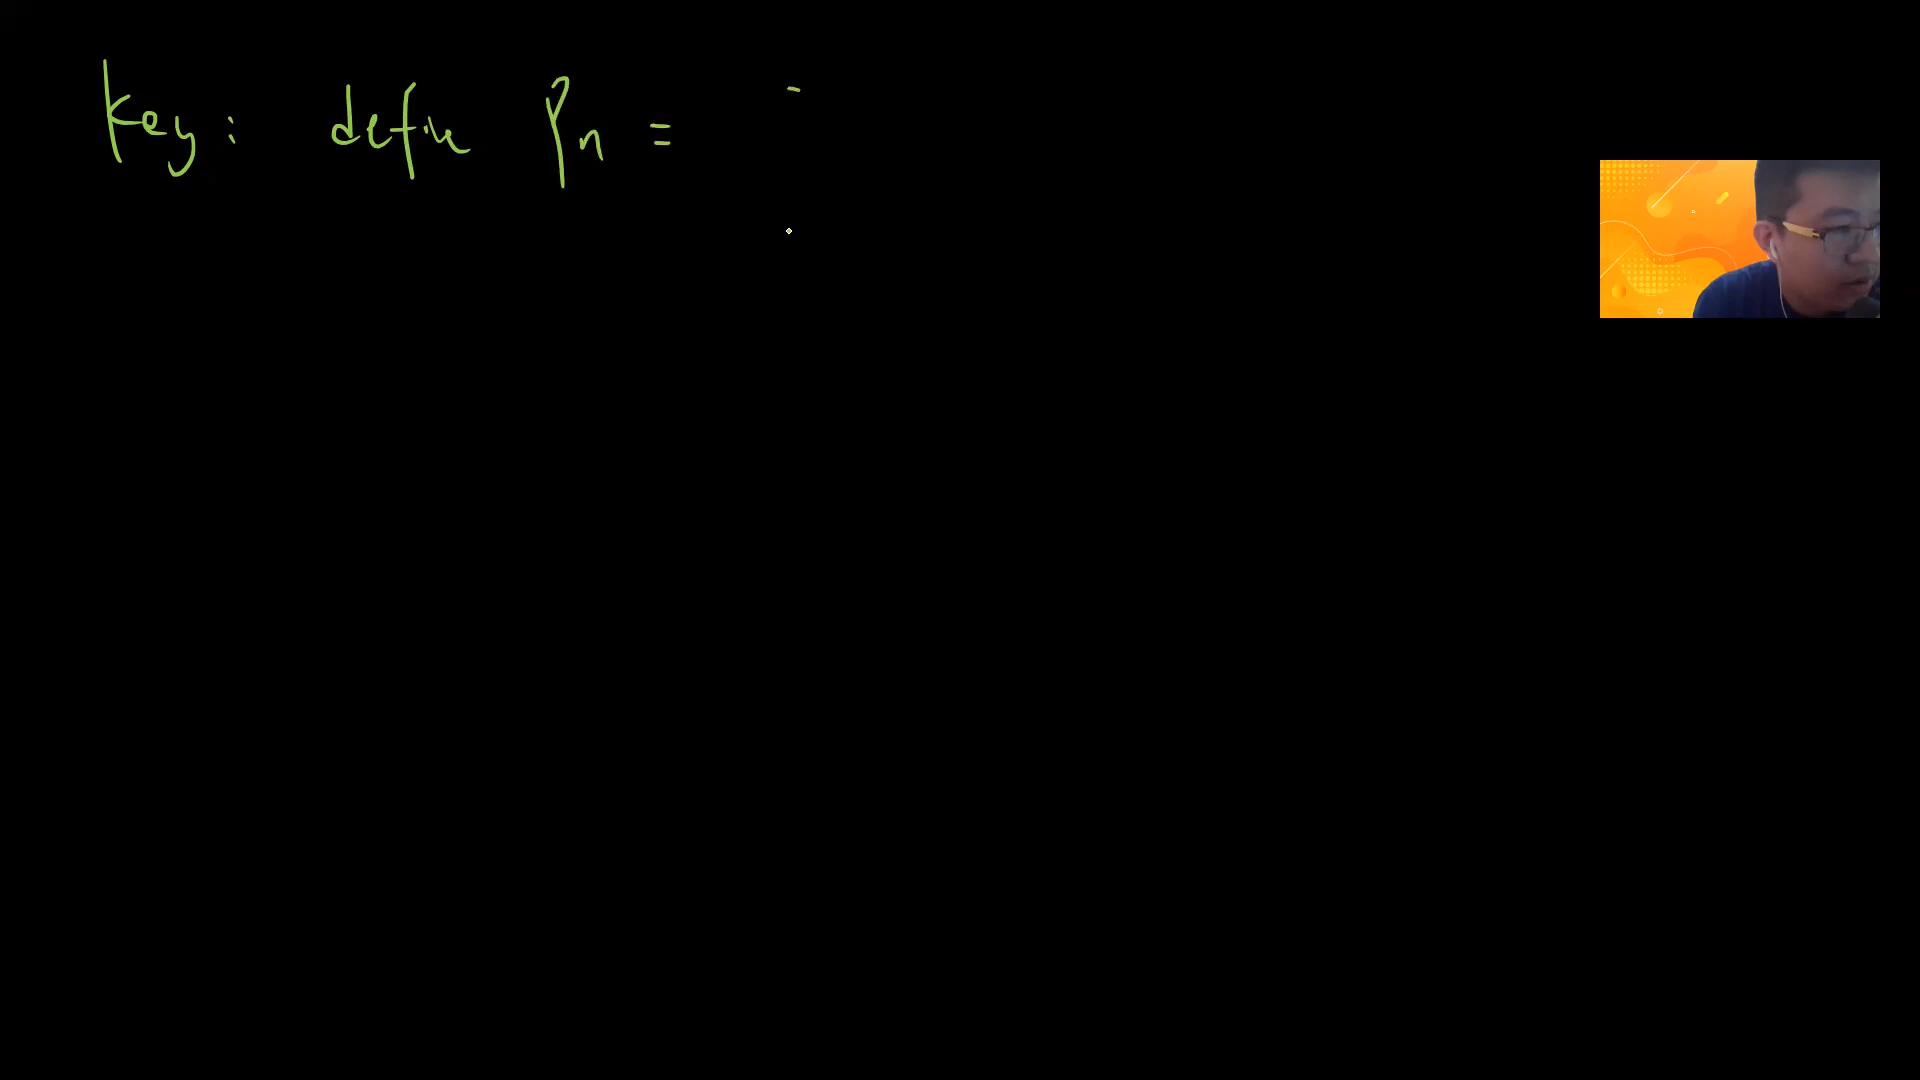 Key: define Pn =